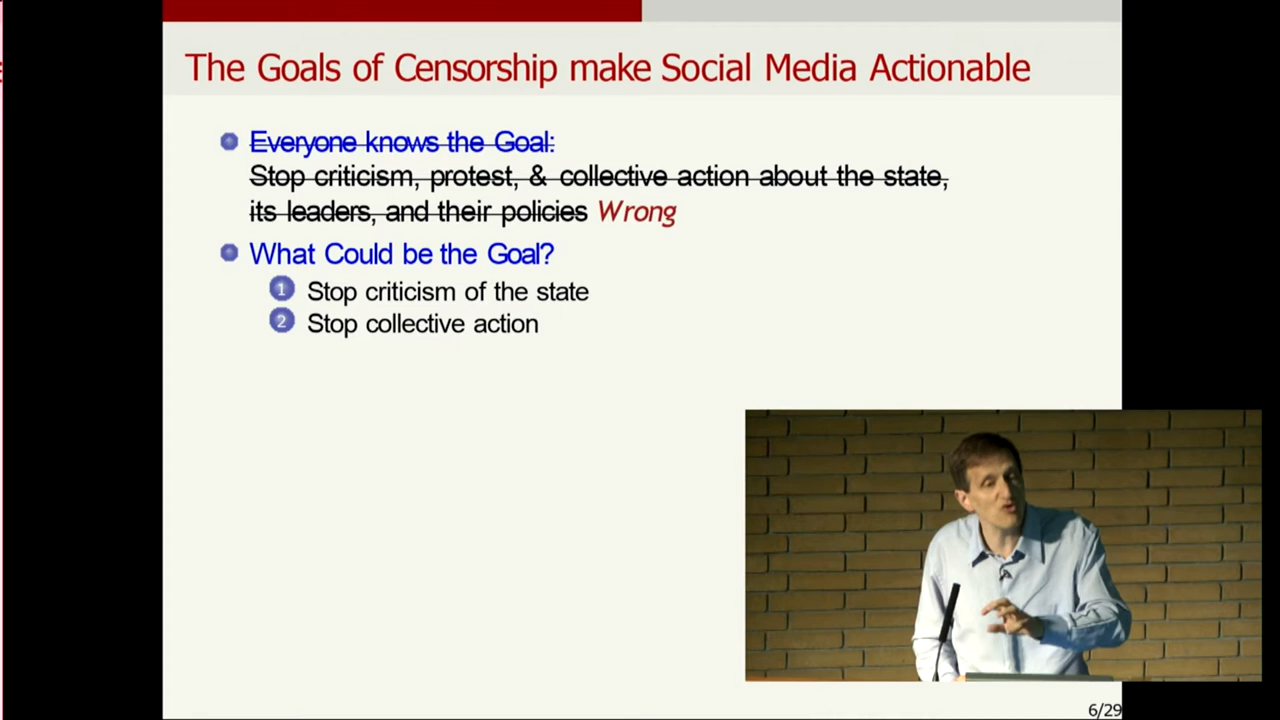 The Goals of Censorship make Social Media Actionable
Everyone knows the Goal:
Stop criticism, protest, & collective action about the state,
its leaders, and their policies Wrong
What Could be the Goal?
1 Stop criticism of the state
2 Stop collective action
6/29